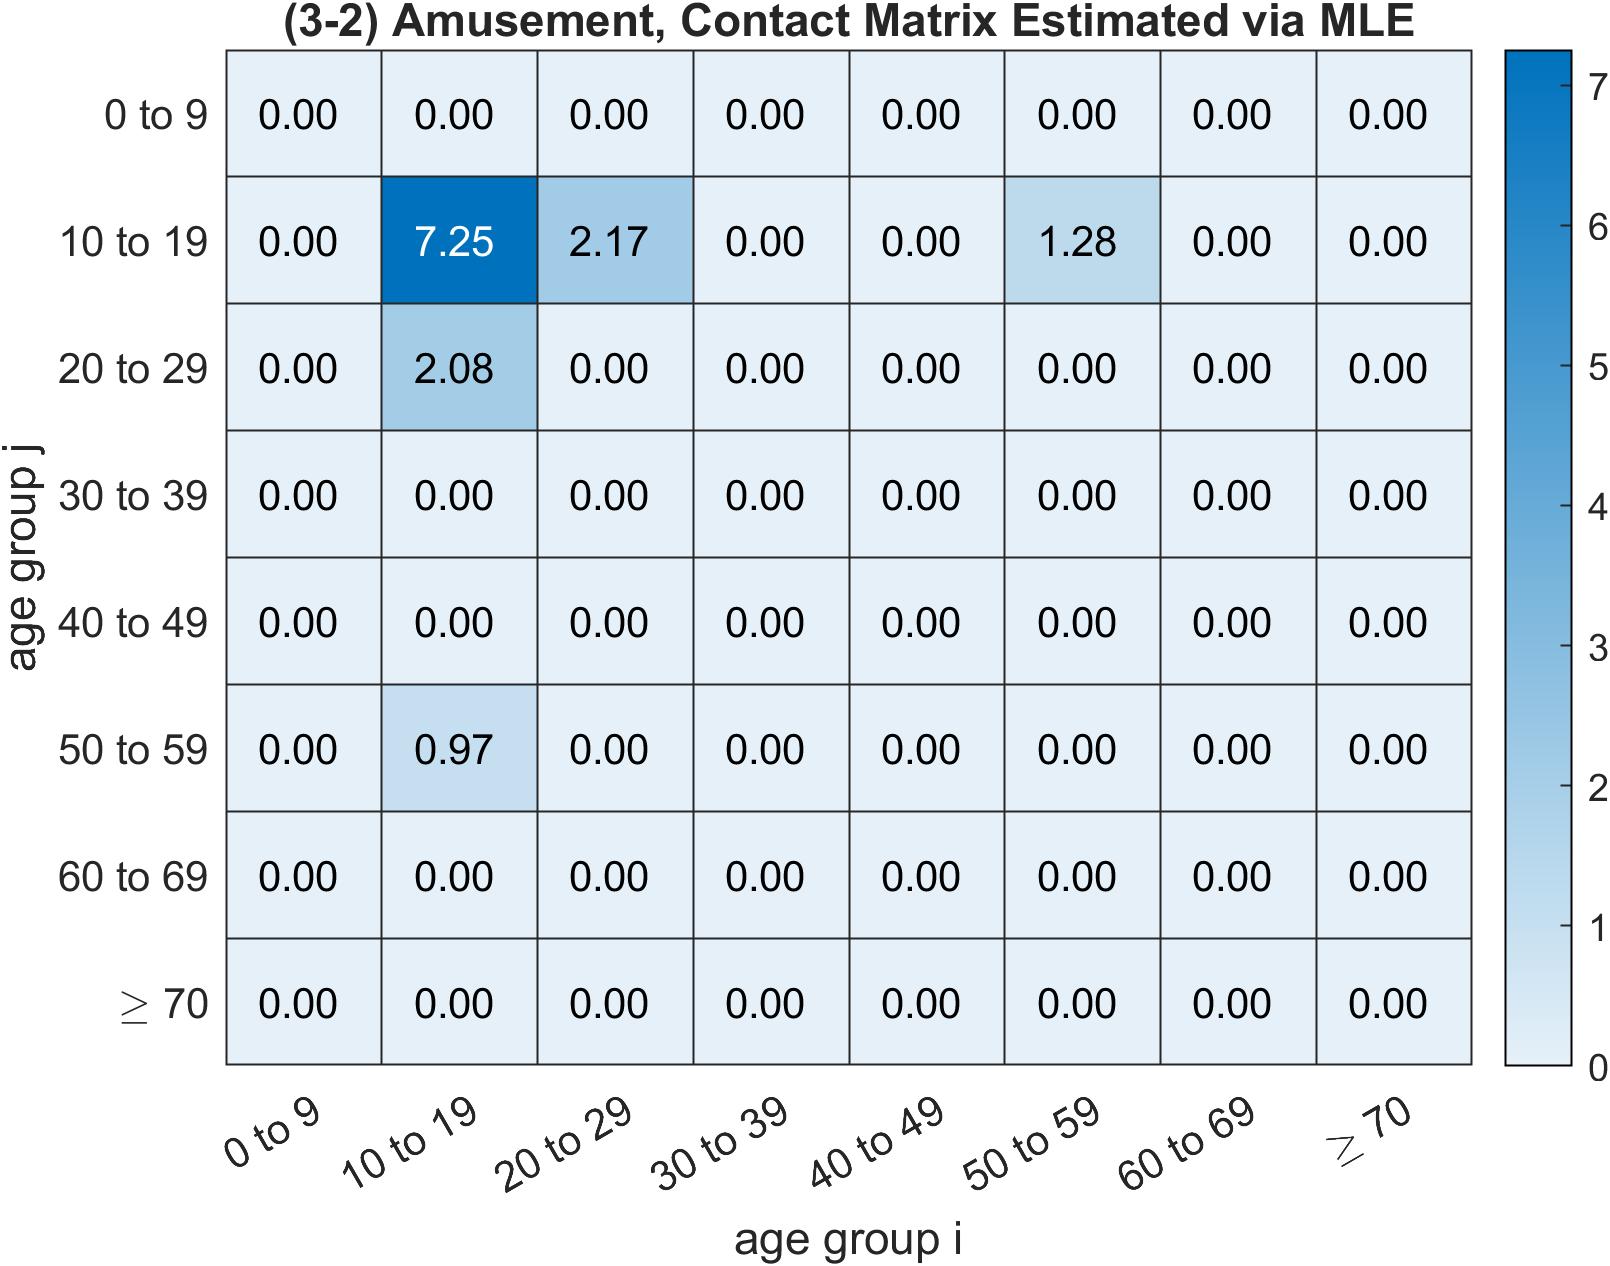 (3-2) Amusement, Contact Matrix Estimated via MLE
0 to 9 0.00 0.00 0.00 0.00 0.00 0.00 0.00 0.00
10 to 19 0.00 7.25 2.17 0.00 0.00 1.28 0.00 0.00
20 to 29 0.00 2.08 0.00 0.00 0.00 0.00 0.00 0.00
30 to 39 0.00 0.00 0.00 0.00 0.00 0.00 0.00 0.00
40 to 49 0.00 0.00 0.00 0.00 0.00 0.00 0.00 0.00
50 to 59 0.00 0.97 0.00 0.00 0.00 0.00 0.00 0.00
60 to 69 0.00 0.00 0.00 0.00 0.00 0.00 0.00 0.00
≥ 70 0.00 0.00 0.00 0.00 0.00 0.00 0.00 0.00
age group j
0 to 9 10 to 19 20 to 29 30 to 39 40 to 49 50 to 59 60 to 69 ≥ 70
age group i
7
6
5
4
3
2
1
0